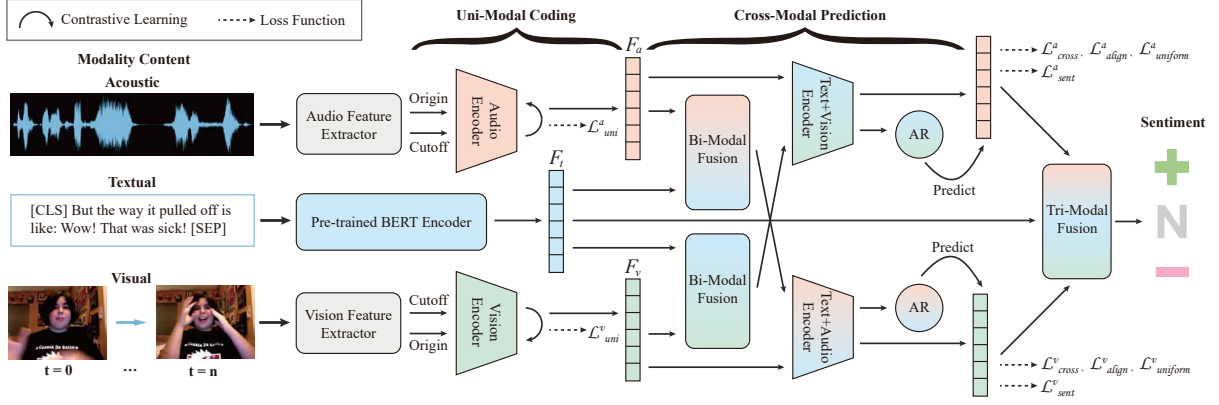 Contrastive Learning
Loss Function
Uni-Modal Coding
Cross-Modal Prediction
Modality Content
Acoustic
Audio Feature
Extractor
Origin
Cutoff
Audio
Encoder
L^a_uni
F_a
Bi-Modal
Fusion
Text+Vision
Encoder
AR
Predict
L^a_cross、L^a_align、L^a_uniform
L^a_sent
Sentiment
Textual
[CLS] But the way it pulled off is
like: Wow! That was sick! [SEP]
Pre-trained BERT Encoder
F_t
Tri-Modal
Fusion
N
Visual
t = 0
...
t = n
Vision Feature
Extractor
Cutoff
Origin
Vision
Encoder
L^v_uni
F_v
Bi-Modal
Fusion
Text+Audio
Encoder
AR
Predict
L^v_cross、L^v_align、L^v_uniform
L^v_sent